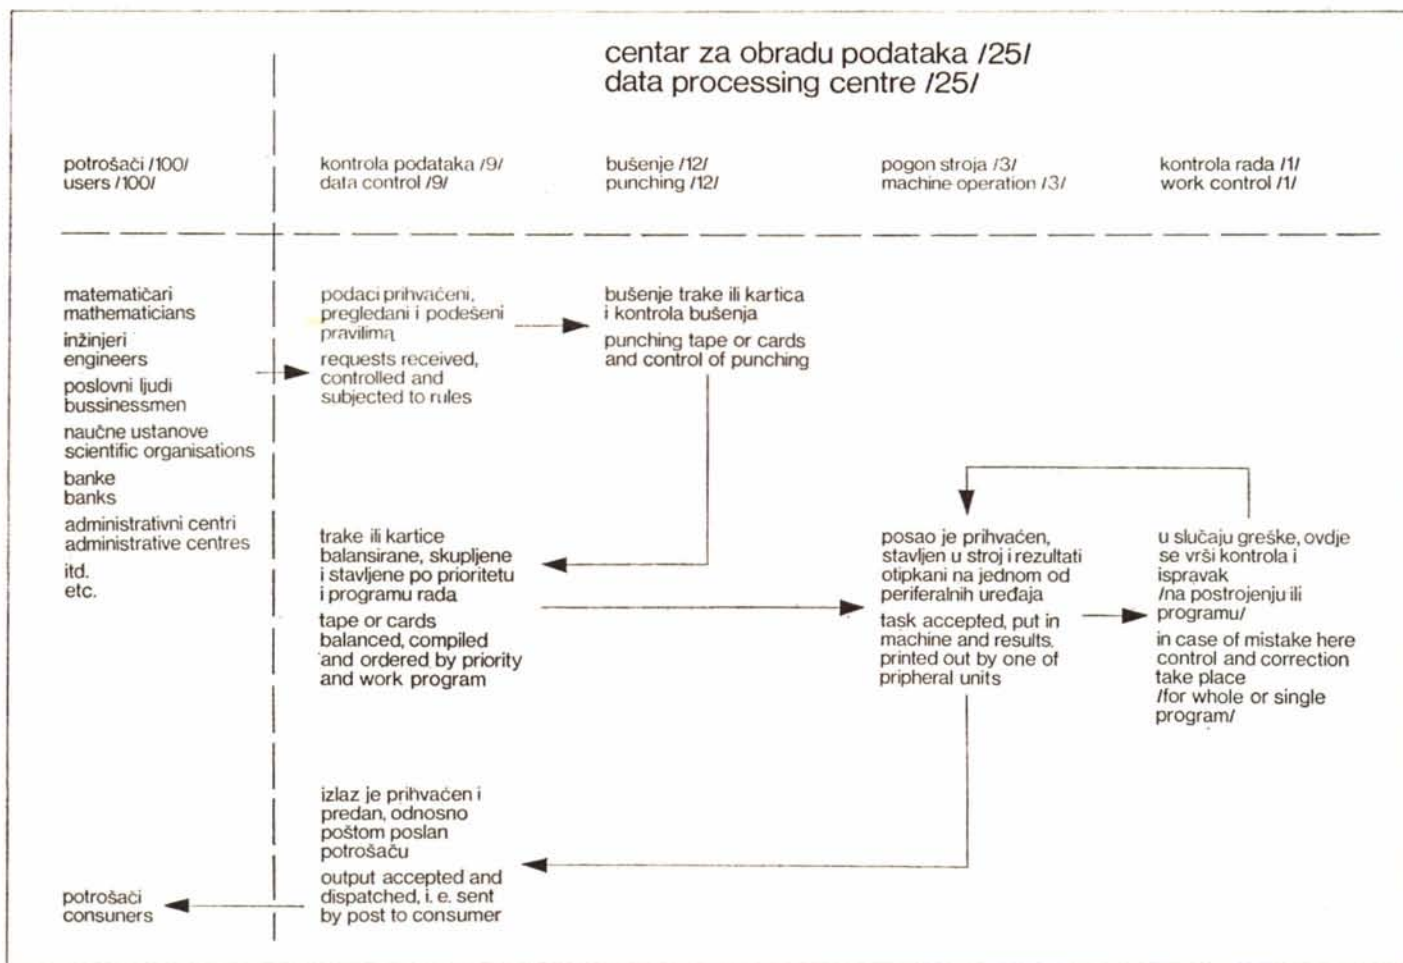 centar za obradu podataka /25/
data processing centre /25/
potrošači /100/
users /100/
kontrola podataka /9/
data control /9/
bušenje /12/
punching /12/
pogon stroja /3/
machine operation /3/
kontrola rada /1/
work control /1/
matematičari
mathematicians
inžinjeri
engineers
poslovni ljudi
bussinessmen
naučne ustanove
scientific organisations
banke
banks
administrativni centri
administrative centres
itd.
etc.
podaci prihvaćeni,
pregledani i podešeni
pravilima
requests received,
controlled and
subjected to rules
bušenje trake ili kartica
i kontrola bušenja
punching tape or cards
and control of punching
trake ili kartice
balansirane, skupljene
i stavljene po prioritetu
i programu rada
tape or cards
balanced, compiled
and ordered by priority
and work program
posao je prihvaćen,
stavljen u stroj i rezultati
otipkani na jednom od
periferalnih uređaja
task accepted, put in
machine and results,
printed out by one of
pripheral units
u slučaju greške, ovdje
se vrši kontrola i
ispravak
/na postrojenju ili
programu/
in case of mistake here
control and correction
take place
/for whole or single
program/
izlaz je prihvaćen i
predan, odnosno
poštom poslan
potrošaču
output accepted and
dispatched, i. e. sent
by post to consumer
potrošači
consuners